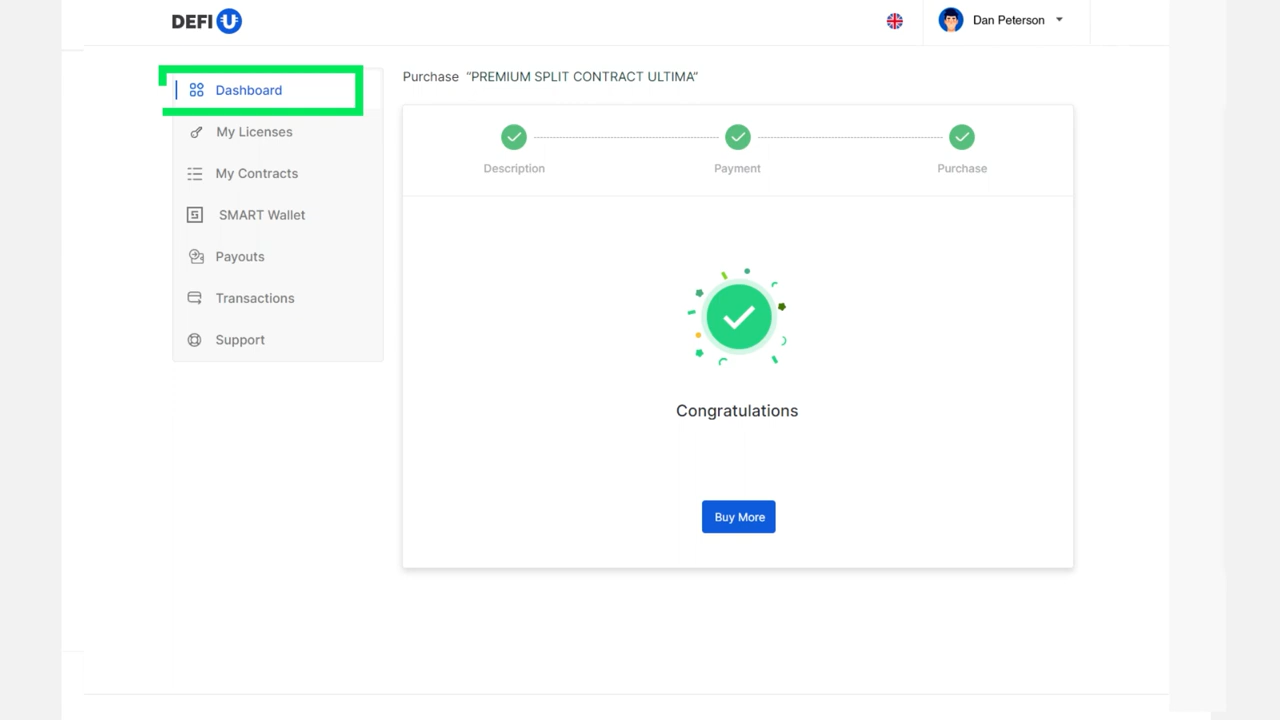 DEFI U
Dan Peterson
Dashboard
My Licenses
My Contracts
SMART Wallet
Payouts
Transactions
Support
Purchase “PREMIUM SPLIT CONTRACT ULTIMA”
Description
Payment
Purchase
Congratulations
Buy More